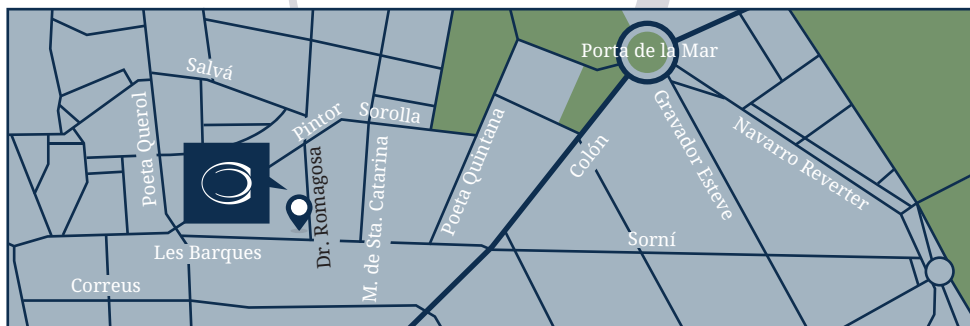 Porta de la Mar
Salvá
Pintor
Sorolla
Poeta Querol
Dr. Romagosa
M. de Sta. Catarina
Poeta Quintana
Colón
Gravador Esteve
Navarro Reverter
Sorní
Les Barques
Correus